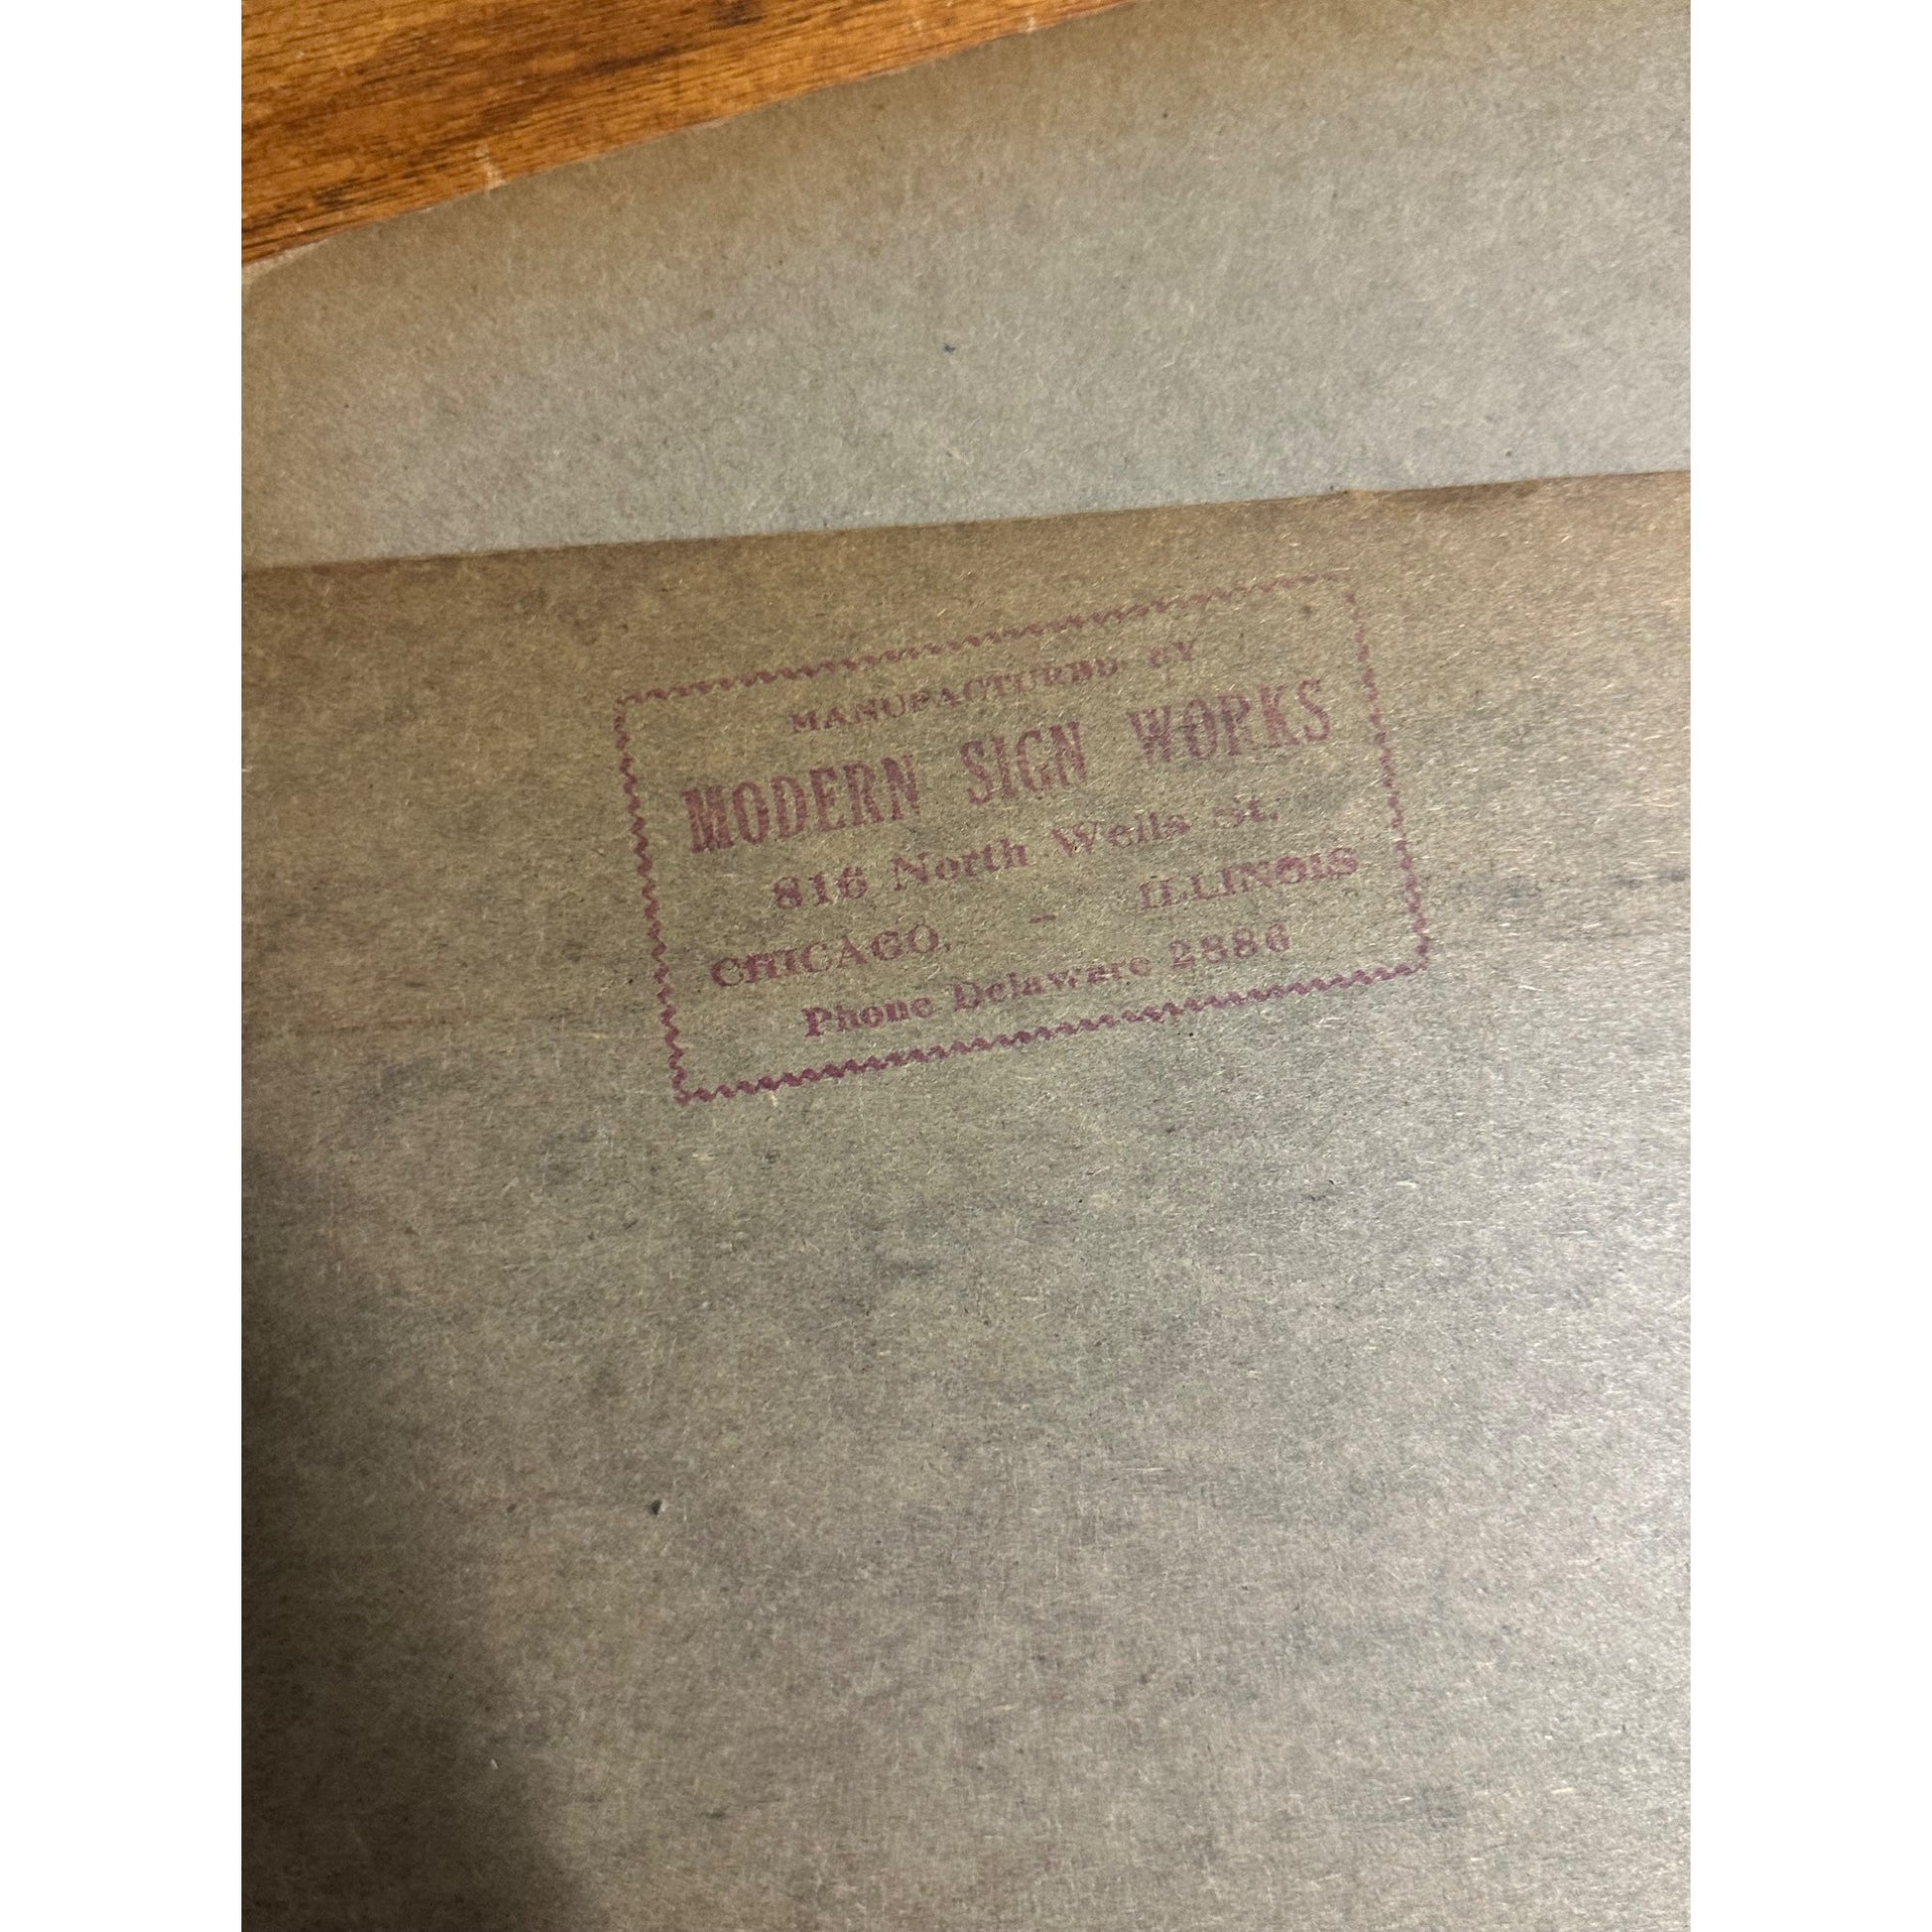 MANUFACTURED BY
MODERN SIGN WORKS
816 North Wells St.
CHICAGO, - ILLINOIS
Phone Delaware 2886